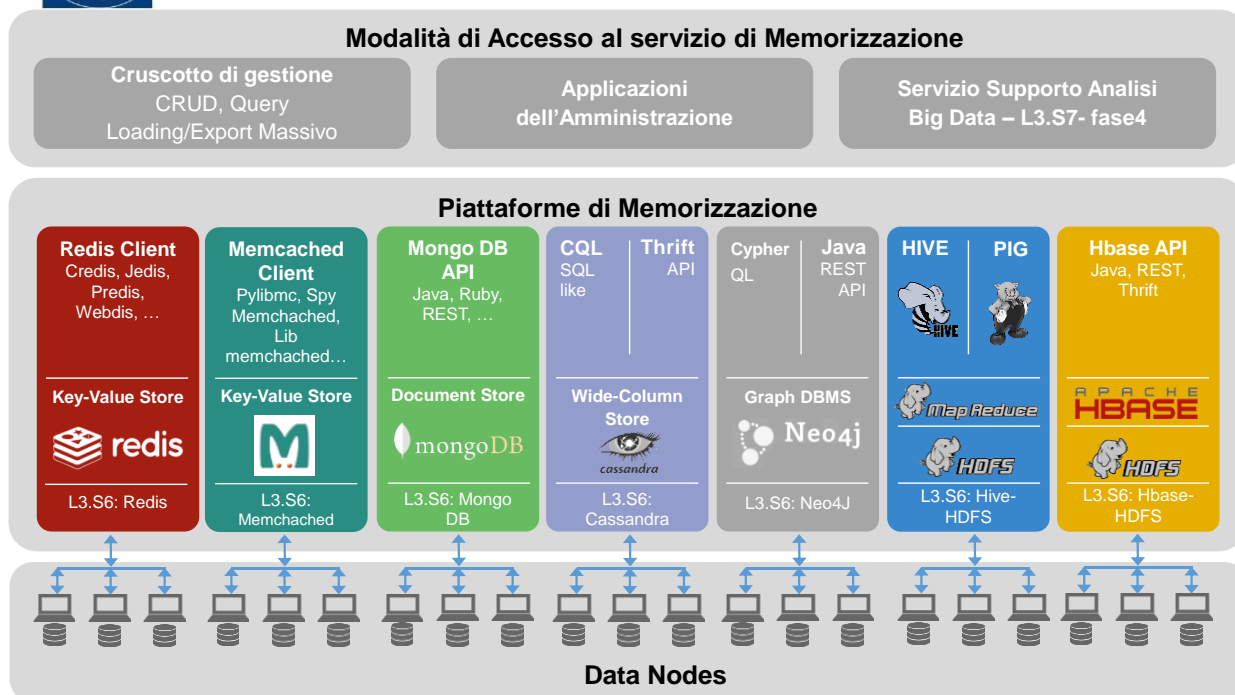 Modalità di Accesso al servizio di Memorizzazione
Cruscotto di gestione
CRUD, Query
Loading/Export Massivo
Applicazioni
dell'Amministrazione
Servizio Supporto Analisi
Big Data – L3.S7- fase4
Piattaforme di Memorizzazione
Redis Client
Credis, Jedis,
Predis,
Webdis, …
Key-Value Store
redis
L3.S6: Redis
Memcached
Client
Pylibmc, Spy
Memchached,
Lib
memchached…
Key-Value Store
M
L3.S6:
Memchached
Mongo DB
API
Java, Ruby,
REST, …
Document Store
mongoDB
L3.S6: Mongo
DB
CQL
SQL
like
Thrift
API
Wide-Column
Store
cassandra
L3.S6:
Cassandra
Cypher
QL
Java
REST
API
Graph DBMS
Neo4j
L3.S6: Neo4J
HIVE
HIVE
PIG
Map Reduce
HDFS
L3.S6: Hive-
HDFS
Hbase API
Java, REST,
Thrift
APACHE
HBASE
HDFS
L3.S6: Hbase-
HDFS
Data Nodes